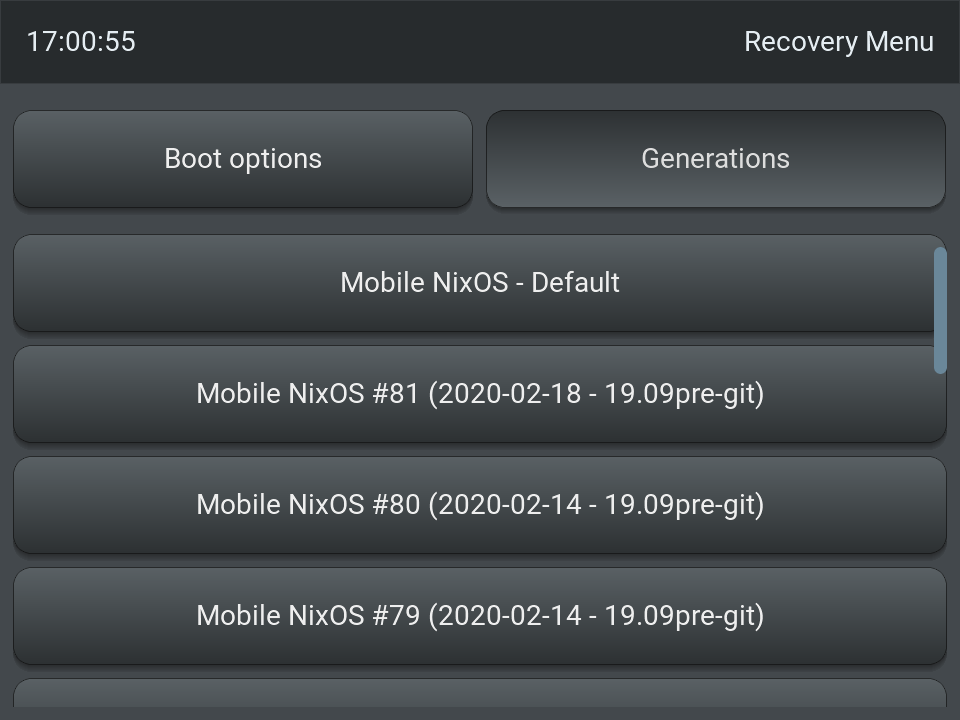 17:00:55
Recovery Menu
Boot options
Generations
Mobile NixOS - Default
Mobile NixOS #81 (2020-02-18 - 19.09pre-git)
Mobile NixOS #80 (2020-02-14 - 19.09pre-git)
Mobile NixOS #79 (2020-02-14 - 19.09pre-git)